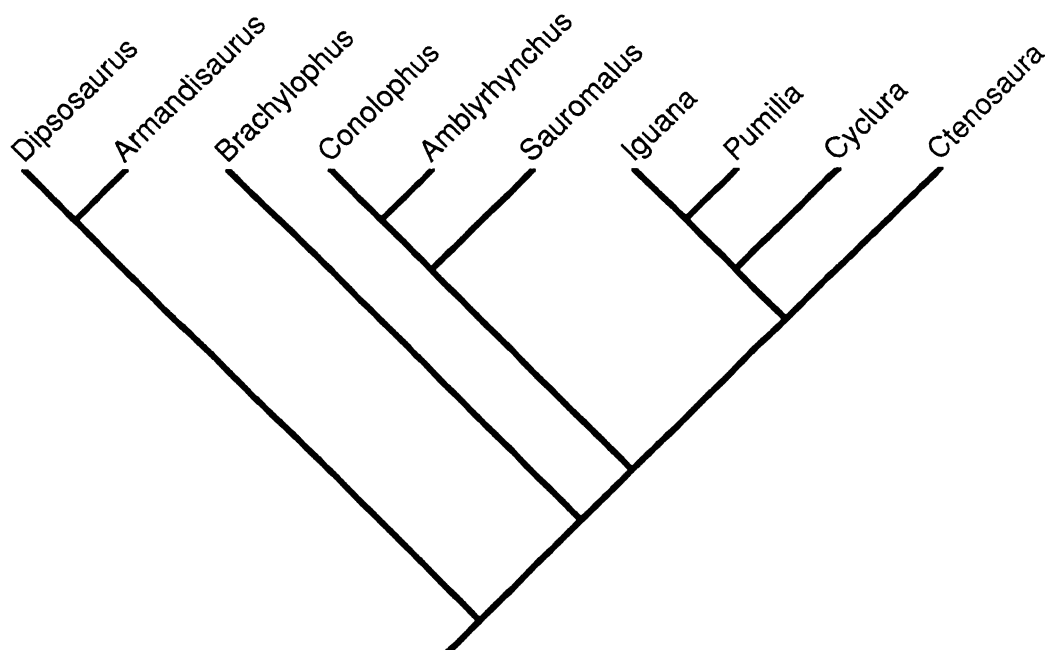 Dipsosaurus
Armandisaurus
Brachylophus
Conolophus
Amblyrhynchus
Sauromalus
Iguana
Pumilia
Cyclura
Ctenosaura